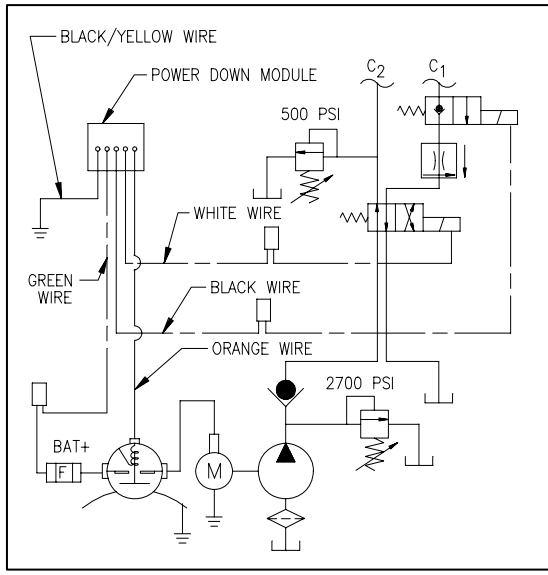 BLACK/YELLOW WIRE
POWER DOWN MODULE
C2
C1
500 PSI
WHITE WIRE
GREEN
WIRE
BLACK WIRE
ORANGE WIRE
2700 PSI
BAT+
F
M